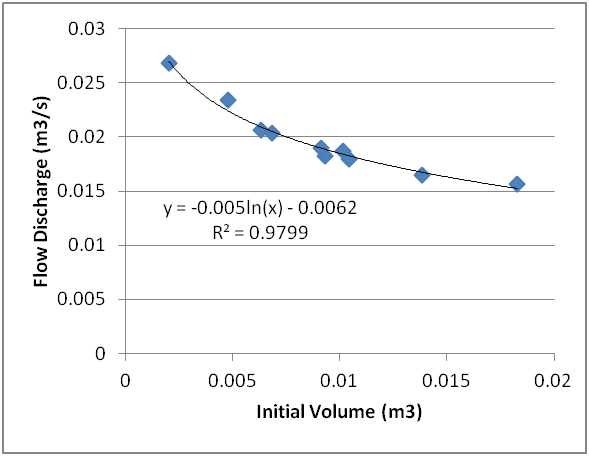 0.03
0.025
0.02
0.015
0.01
0.005
0
Flow Discharge (m3/s)
y = -0.005ln(x) - 0.0062
R² = 0.9799
0 0.005 0.01 0.015 0.02
Initial Volume (m3)